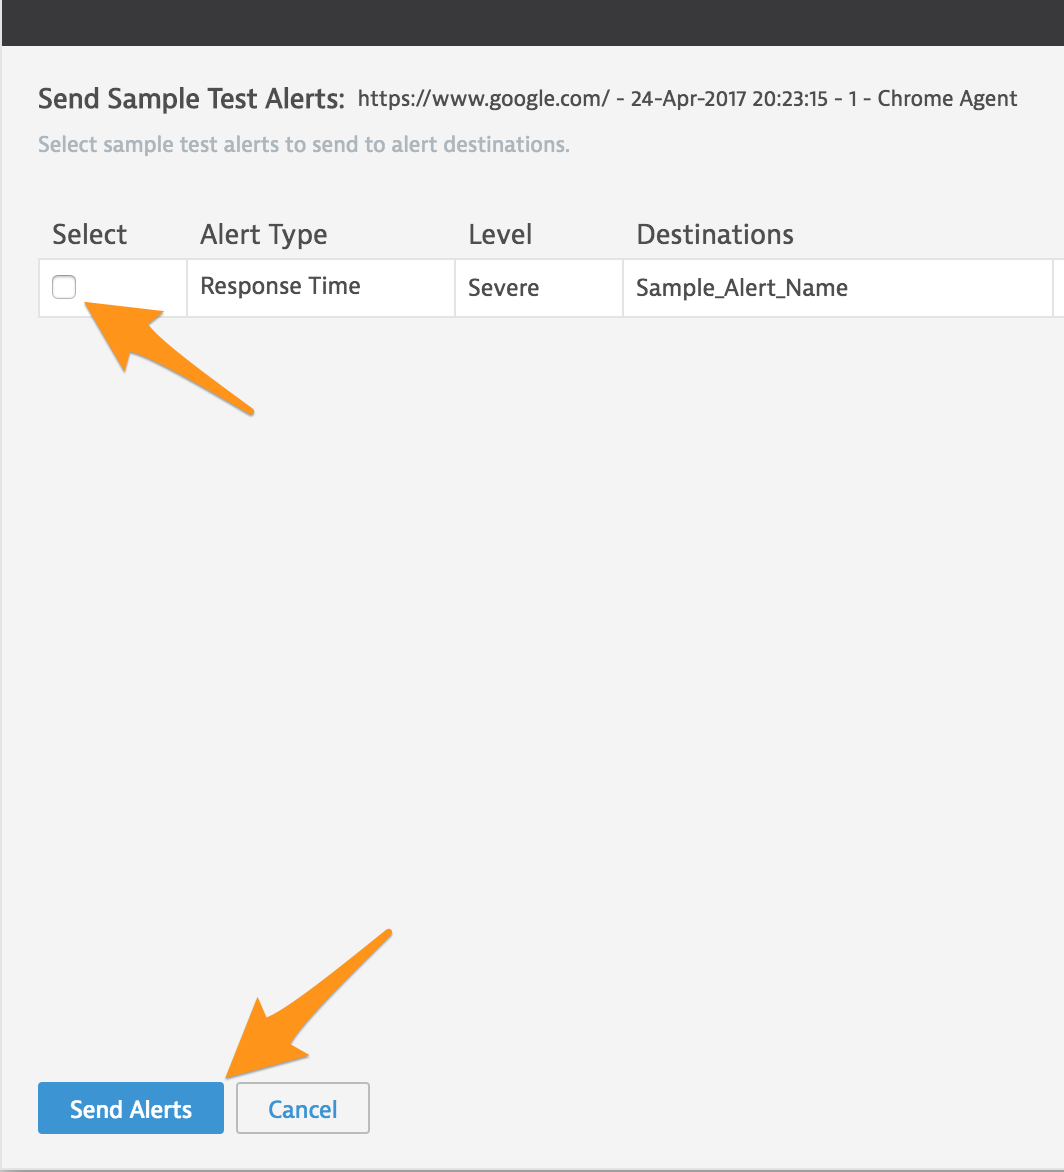 Send Sample Test Alerts: https://www.google.com/ - 24-Apr-2017 20:23:15 - 1 - Chrome Agent
Select sample test alerts to send to alert destinations.
Select Alert Type Level Destinations
Response Time Severe Sample_Alert_Name
Send Alerts Cancel